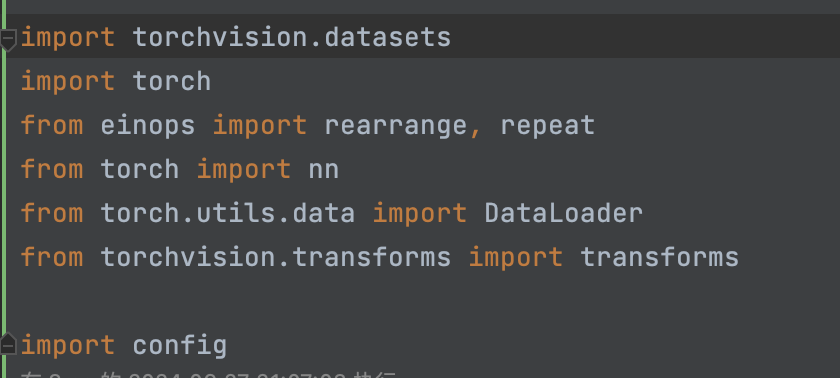 import torchvision.datasets
import torch
from einops import rearrange, repeat
from torch import nn
from torch.utils.data import DataLoader
from torchvision.transforms import transforms
import config